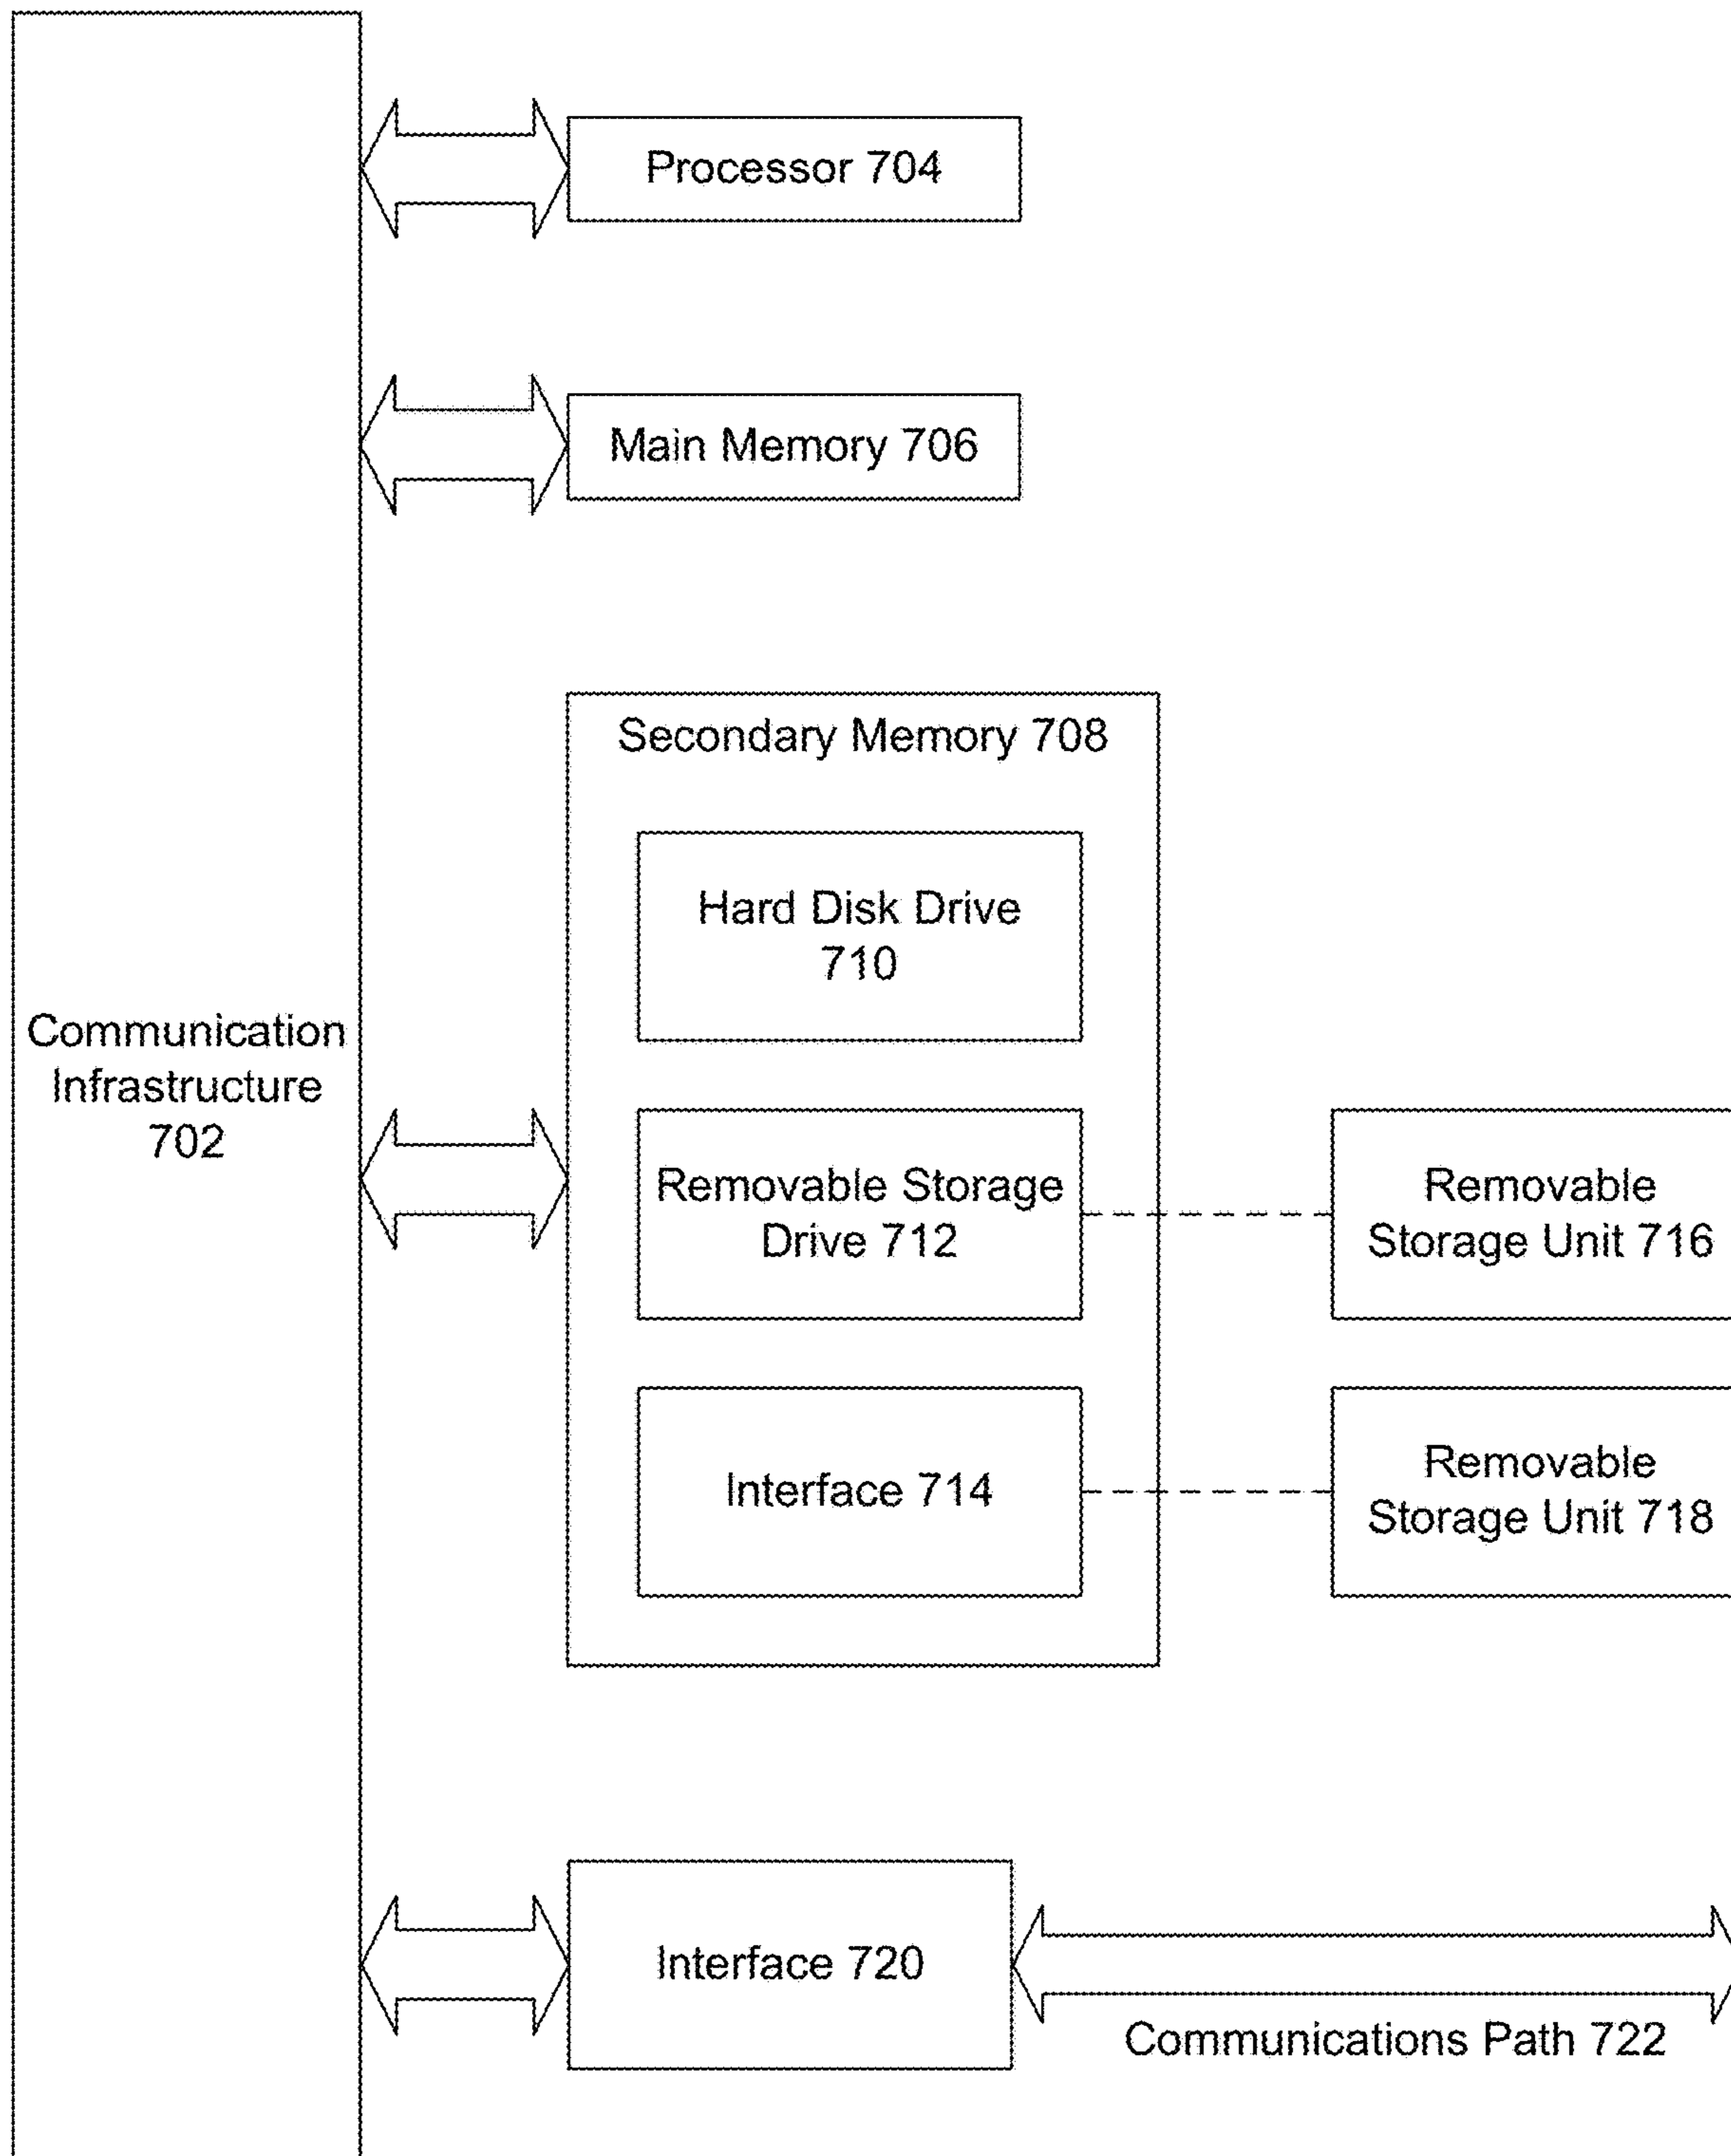 Processor 704
Main Memory 706
Secondary Memory 708
Hard Disk Drive
710
Communication
Infrastructure
702
Removable Storage
Drive 712
Removable
Storage Unit 716
Interface 714
Removable
Storage Unit 718
Interface 720
Communications Path 722